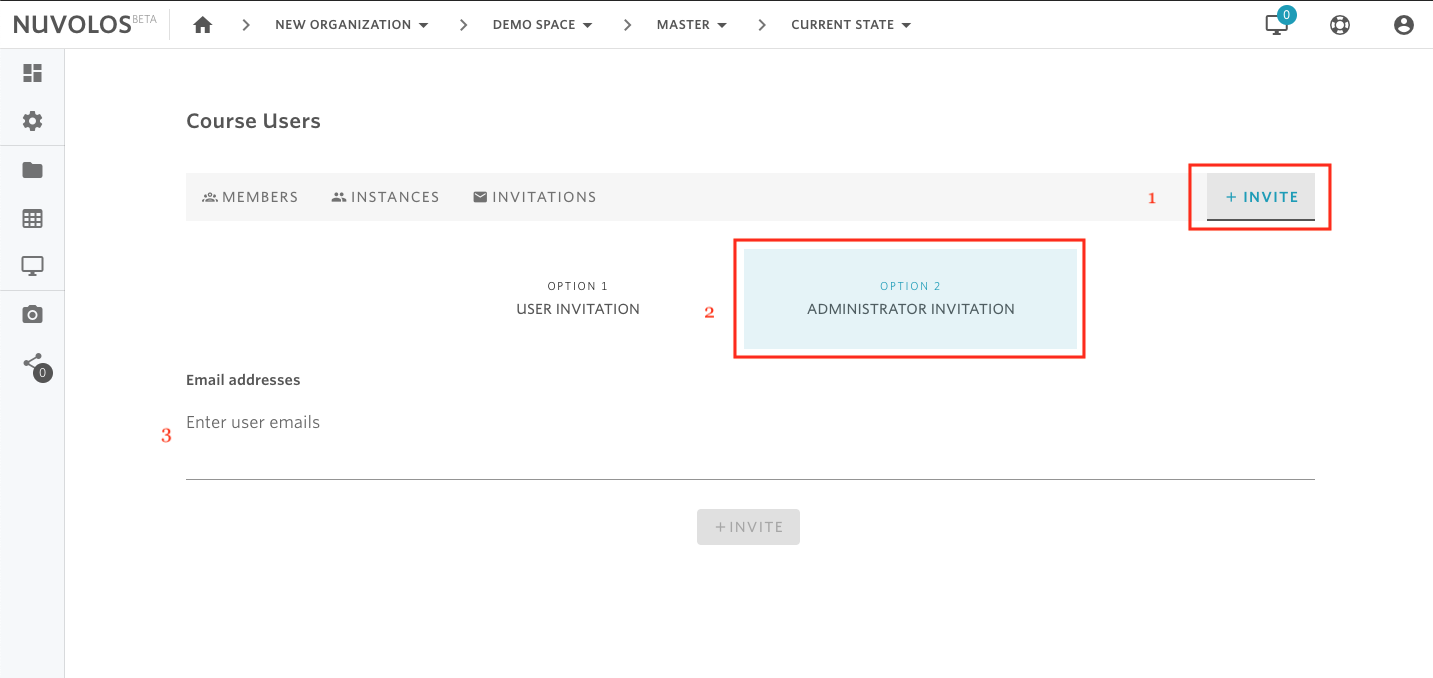 NUVOLOS BETA NEW ORGANIZATION DEMO SPACE MASTER CURRENT STATE 0
Course Users
MEMBERS INSTANCES INVITATIONS 1 + INVITE
OPTION 1 OPTION 2
USER INVITATION 2 ADMINISTRATOR INVITATION
0
Email addresses
3 Enter user emails
+ INVITE